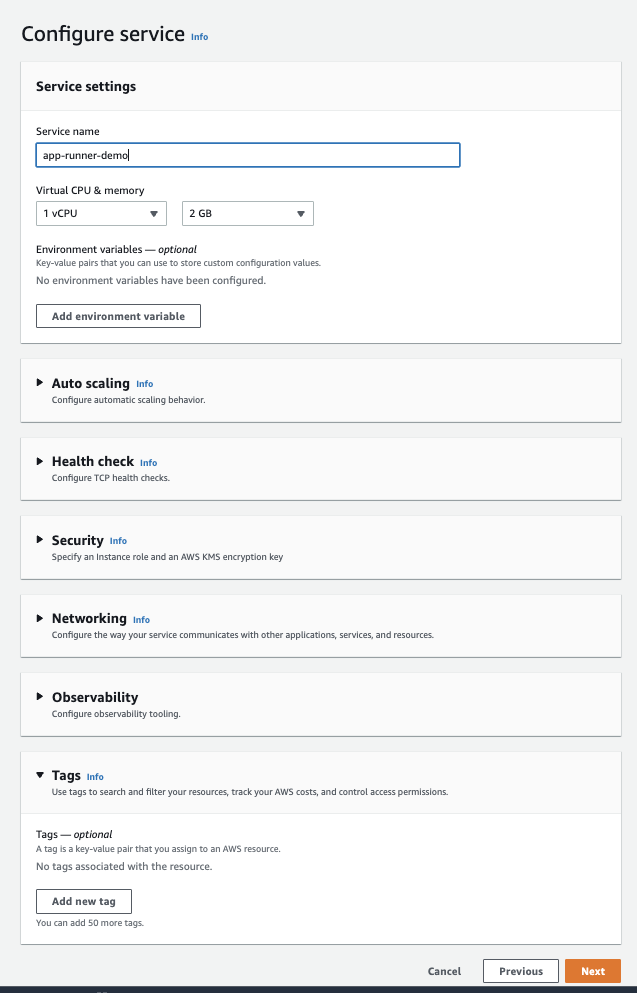 Configure service Info
Service settings
Service name
app-runner-demo
Virtual CPU & memory
1 vCPU 2 GB
Environment variables — optional
Key-value pairs that you can use to store custom configuration values.
No environment variables have been configured.
Add environment variable
Auto scaling Info
Configure automatic scaling behavior.
Health check Info
Configure TCP health checks.
Security Info
Specify an Instance role and an AWS KMS encryption key
Networking Info
Configure the way your service communicates with other applications, services, and resources.
Observability
Configure observability tooling.
Tags Info
Use tags to search and filter your resources, track your AWS costs, and control access permissions.
Tags — optional
A tag is a key-value pair that you assign to an AWS resource.
No tags associated with the resource.
Add new tag
You can add 50 more tags.
Cancel Previous Next